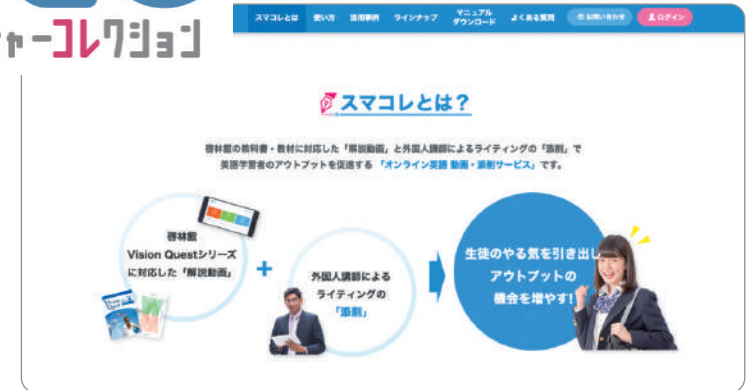 ャーコレクション
スマコレとは 使い方 活用事例 ラインナップ マニュアル ダウンロード よくある質問 お問い合わせ ログイン
スマコレとは？
啓林館の教科書・教材に対応した「解説動画」と外国人講師によるライティングの「添削」で
英語学習者のアウトプットを促進する 「オンライン英語 動画・添削サービス」です。
啓林館
Vision Questシリーズ
に対応した「解説動画」
+
外国人講師による
ライティングの
「添削」
生徒のやる気を引き出し
アウトプットの
機会を増やす!